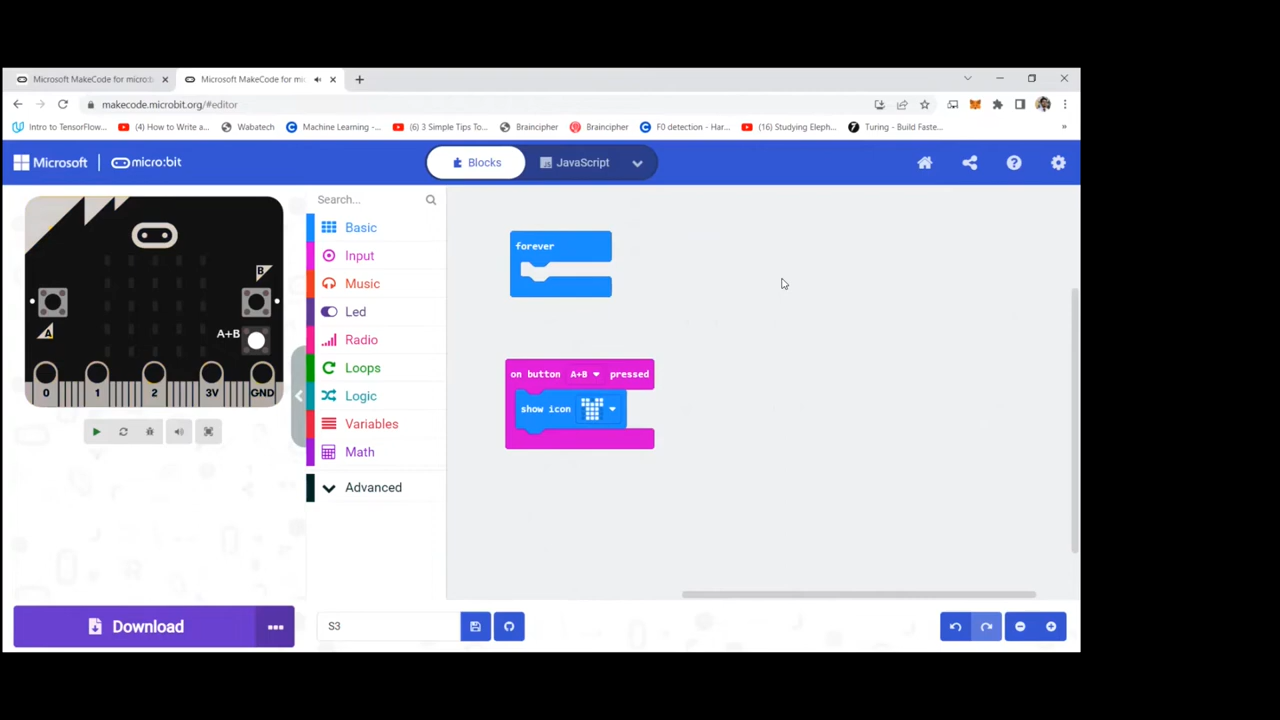 Microsoft MakeCode for micro:b
Microsoft MakeCode for mic
makecode.microbit.org/#editor
Intro to TensorFlow...
(4) How to Write a...
Wabatech
Machine Learning -...
(6) 3 Simple Tips To...
Braincipher
Braincipher
F0 detection - Har...
(16) Studying Eleph...
Turing - Build Faste...
»
Microsoft
micro:bit
Blocks
JavaScript
Search...
Basic
Input
Music
Led
Radio
Loops
Logic
Variables
Math
Advanced
B
A
A+B
0 1 2 3V GND
forever
on button A+B pressed
show icon
Download
S3